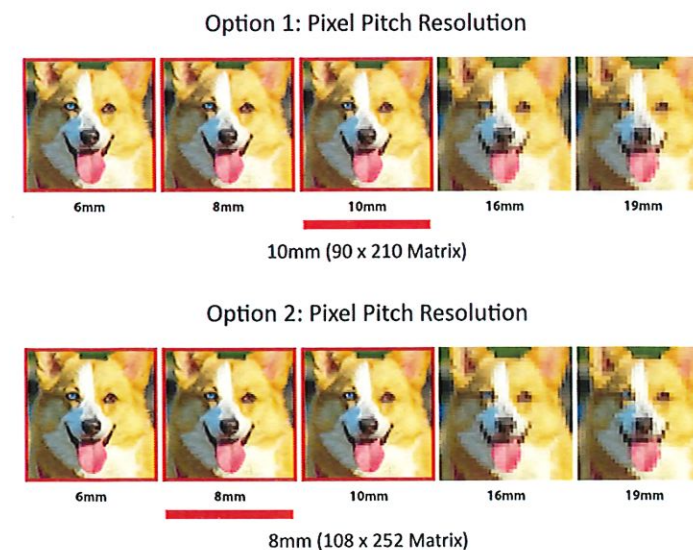 Option 1: Pixel Pitch Resolution
6mm 8mm 10mm 16mm 19mm
10mm (90 x 210 Matrix)
Option 2: Pixel Pitch Resolution
6mm 8mm 10mm 16mm 19mm
8mm (108 x 252 Matrix)